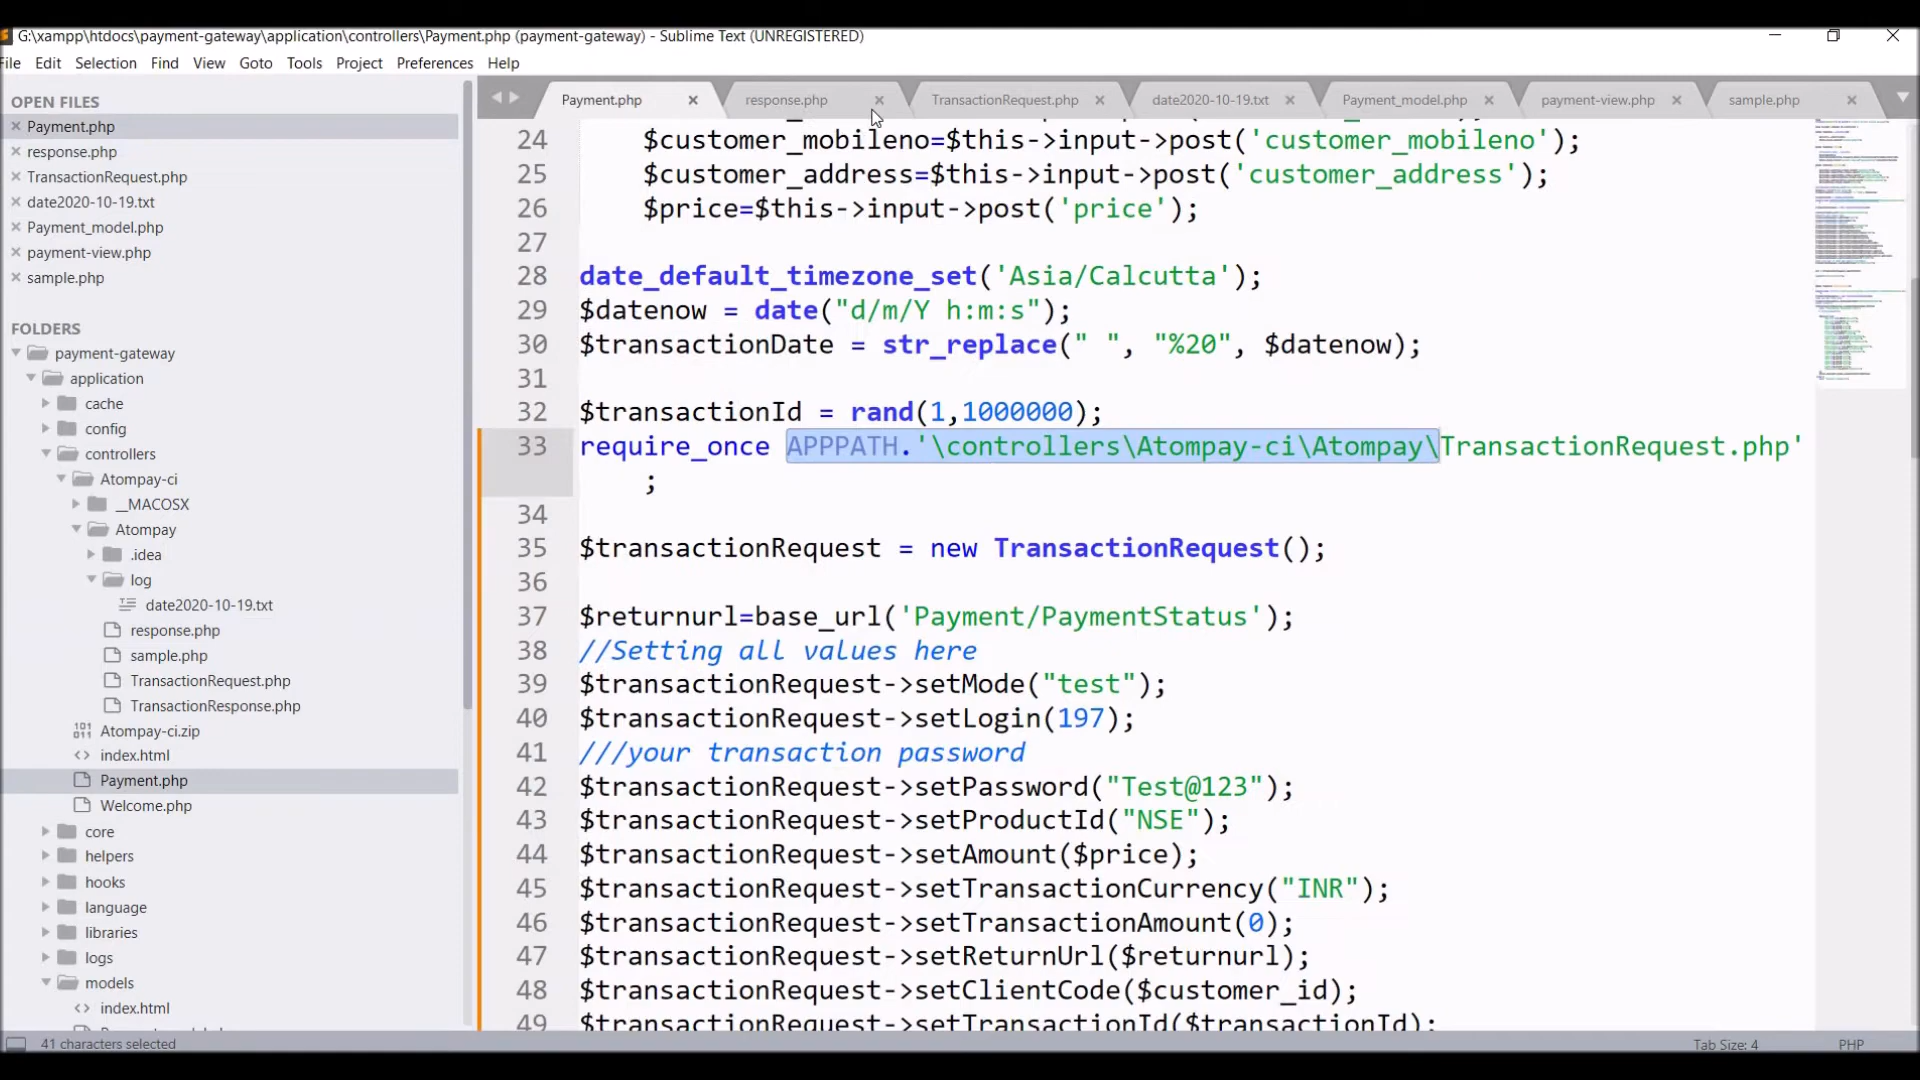 G:\xampp\htdocs\payment-gateway\application\controllers\Payment.php (payment-gateway) - Sublime Text (UNREGISTERED)
File Edit Selection Find View Goto Tools Project Preferences Help
OPEN FILES
Payment.php
response.php
TransactionRequest.php
date2020-10-19.txt
Payment_model.php
payment-view.php
sample.php
FOLDERS
payment-gateway
application
cache
config
controllers
Atompay-ci
__MACOSX
Atompay
.idea
log
date2020-10-19.txt
response.php
sample.php
TransactionRequest.php
TransactionResponse.php
Atompay-ci.zip
index.html
Payment.php
Welcome.php
core
helpers
hooks
language
libraries
logs
models
index.html
Payment.php response.php TransactionRequest.php date2020-10-19.txt Payment_model.php payment-view.php sample.php
24 $customer_mobileno=$this->input->post('customer_mobileno');
25 $customer_address=$this->input->post('customer_address');
26 $price=$this->input->post('price');
27
28 date_default_timezone_set('Asia/Calcutta');
29 $datenow = date("d/m/Y h:m:s");
30 $transactionDate = str_replace(" ", "%20", $datenow);
31
32 $transactionId = rand(1,1000000);
33 require_once APPPATH.'\controllers\Atompay-ci\Atompay\TransactionRequest.php'
;
34
35 $transactionRequest = new TransactionRequest();
36
37 $returnurl=base_url('Payment/PaymentStatus');
38 //Setting all values here
39 $transactionRequest->setMode("test");
40 $transactionRequest->setLogin(197);
41 ///your transaction password
42 $transactionRequest->setPassword("Test@123");
43 $transactionRequest->setProductId("NSE");
44 $transactionRequest->setAmount($price);
45 $transactionRequest->setTransactionCurrency("INR");
46 $transactionRequest->setTransactionAmount(0);
47 $transactionRequest->setReturnUrl($returnurl);
48 $transactionRequest->setClientCode($customer_id);
49 $transactionRequest->setTransactionId($transactionId);
41 characters selected
Tab Size: 4
PHP